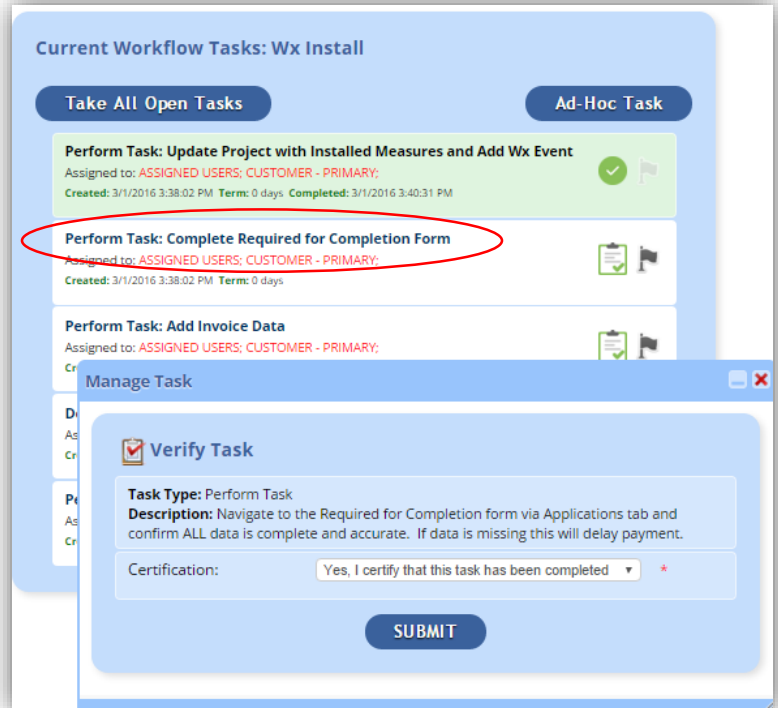 Current Workflow Tasks: Wx Install
Take All Open Tasks
Ad-Hoc Task
Perform Task: Update Project with Installed Measures and Add Wx Event
Assigned to: ASSIGNED USERS; CUSTOMER - PRIMARY;
Created: 3/1/2016 3:38:02 PM Term: 0 days Completed: 3/1/2016 3:40:31 PM
Perform Task: Complete Required for Completion Form
Assigned to: ASSIGNED USERS; CUSTOMER - PRIMARY;
Created: 3/1/2016 3:38:02 PM Term: 0 days
Perform Task: Add Invoice Data
Assigned to: ASSIGNED USERS; CUSTOMER - PRIMARY;
Manage Task
Verify Task
Task Type: Perform Task
Description: Navigate to the Required for Completion form via Applications tab and
confirm ALL data is complete and accurate. If data is missing this will delay payment.
Certification:
Yes, I certify that this task has been completed
*
SUBMIT